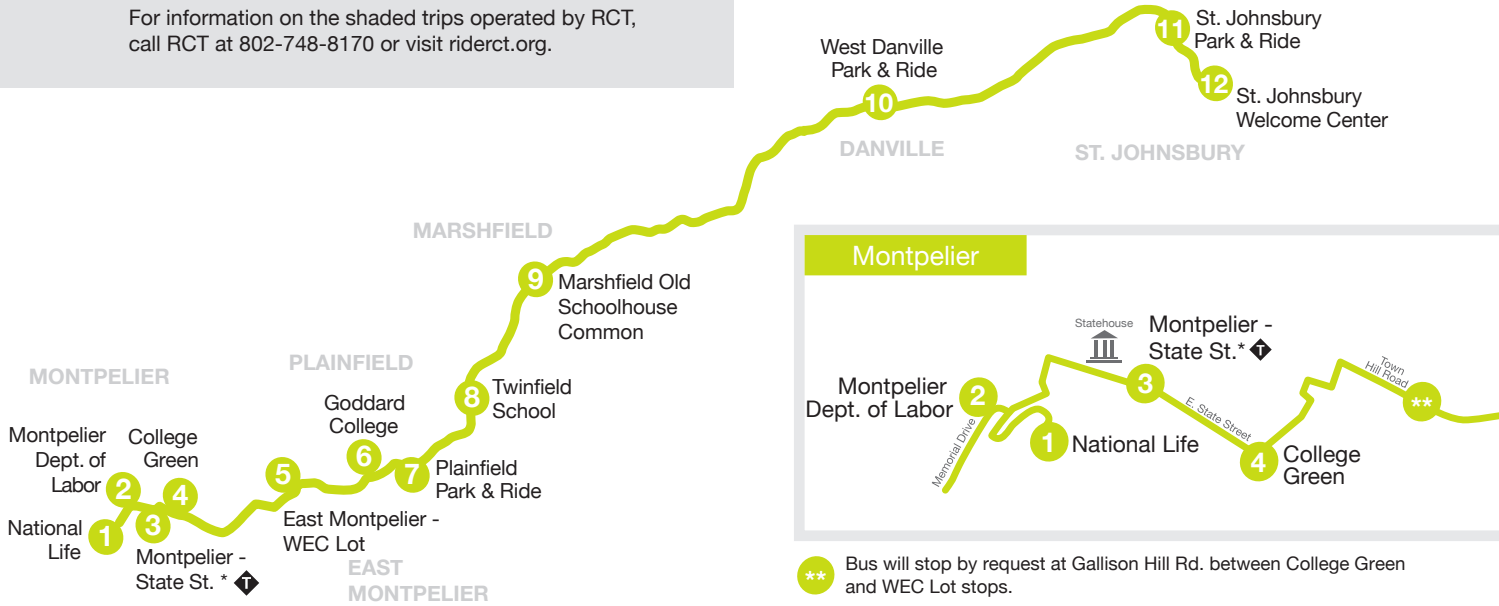 For information on the shaded trips operated by RCT,
call RCT at 802-748-8170 or visit riderct.org.
11
St. Johnsbury
Park & Ride
West Danville
Park & Ride
10
12
St. Johnsbury
Welcome Center
DANVILLE
ST. JOHNSBURY
MARSHFIELD
9
Marshfield Old
Schoolhouse
Common
PLAINFIELD
MONTPELIER
8
Twinfield
School
Goddard
College
6
7
Plainfield
Park & Ride
Montpelier
Dept. of
Labor
2
College
Green
4
5
East Montpelier -
WEC Lot
National
Life
1
3
Montpelier -
State St. * T
EAST
MONTPELIER
Montpelier
Statehouse
Montpelier -
State St.* T
3
Montpelier
Dept. of Labor
2
Memorial Drive
1
National Life
E. State Street
4
College
Green
Town
Hill Road
**
** Bus will stop by request at Gallison Hill Rd. between College Green
and WEC Lot stops.